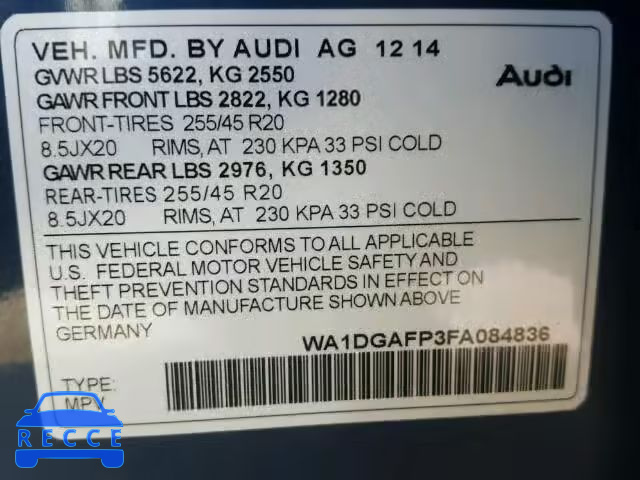 VEH. MFD. BY AUDI AG 12 14
GVWR LBS 5622, KG 2550
Audi
GAWR FRONT LBS 2822, KG 1280
FRONT-TIRES 255/45 R20
8.5JX20 RIMS, AT 230 KPA 33 PSI COLD
GAWR REAR LBS 2976, KG 1350
REAR-TIRES 255/45 R20
8.5JX20 RIMS, AT 230 KPA 33 PSI COLD
THIS VEHICLE CONFORMS TO ALL APPLICABLE
U.S. FEDERAL MOTOR VEHICLE SAFETY AND
THEFT PREVENTION STANDARDS IN EFFECT ON
THE DATE OF MANUFACTURE SHOWN ABOVE
GERMANY
WA1DGAFP3FA084836
TYPE:
MPV
RECCE